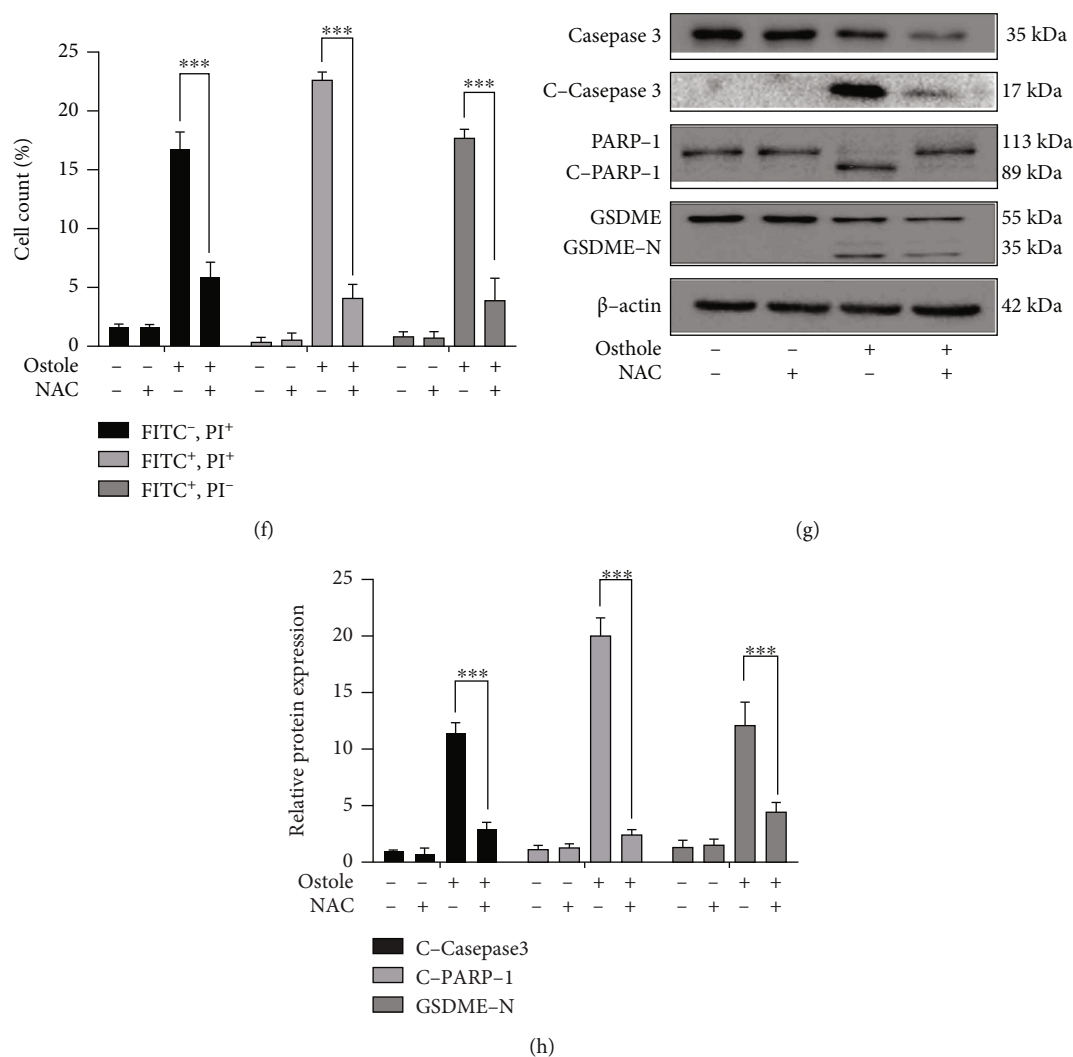 25
20
15
10
5
0
Cell count (%)
*** *** ***
Ostole – – + + – – + + – – + +
NAC – + – + – + – + – + – +
FITC⁻, PI⁺
FITC⁺, PI⁺
FITC⁺, PI⁻
(f)
Casepase 3 35 kDa
C–Casepase 3 17 kDa
PARP–1 113 kDa
C–PARP–1 89 kDa
GSDME 55 kDa
GSDME–N 35 kDa
β–actin 42 kDa
Osthole – – + +
NAC – + – +
(g)
25
20
15
10
5
0
Relative protein expression
*** *** ***
Ostole – – + + – – + + – – + +
NAC – + – + – + – + – + – +
C–Casepase3
C–PARP–1
GSDME–N
(h)